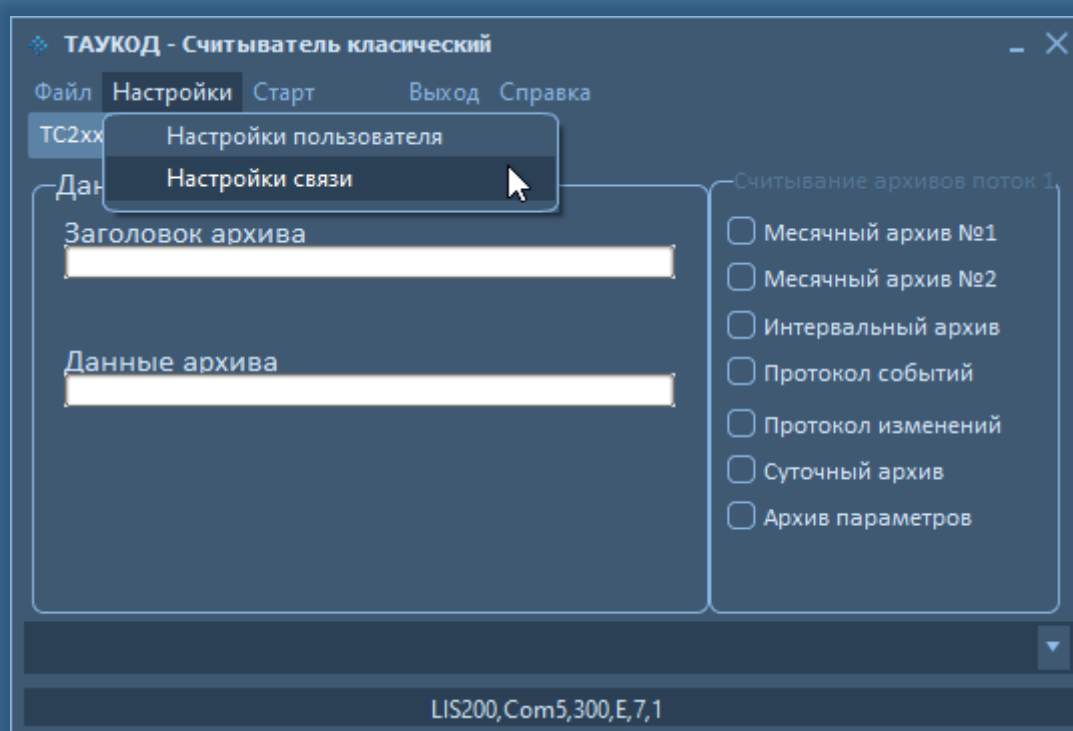 ТАУКОД - Считыватель класический
Файл Настройки Старт Выход Справка
TC2xx
Настройки пользователя
Настройки связи
Считывание архивов поток 1
Заголовок архива
Данные архива
Месячный архив №1
Месячный архив №2
Интервальный архив
Протокол событий
Протокол изменений
Суточный архив
Архив параметров
LIS200,Com5,300,E,7,1